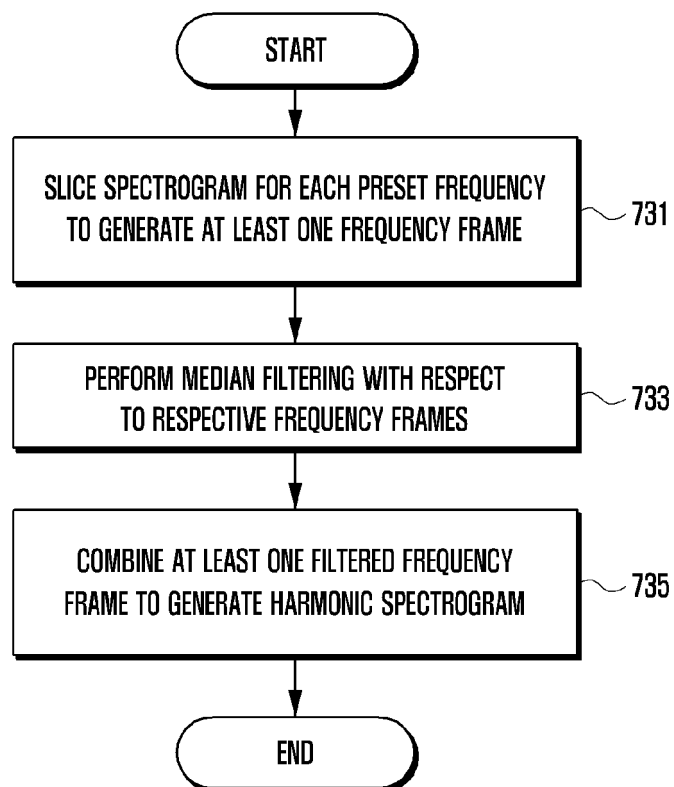 START
SLICE SPECTROGRAM FOR EACH PRESET FREQUENCY
TO GENERATE AT LEAST ONE FREQUENCY FRAME
731
PERFORM MEDIAN FILTERING WITH RESPECT
TO RESPECTIVE FREQUENCY FRAMES
733
COMBINE AT LEAST ONE FILTERED FREQUENCY
FRAME TO GENERATE HARMONIC SPECTROGRAM
735
END